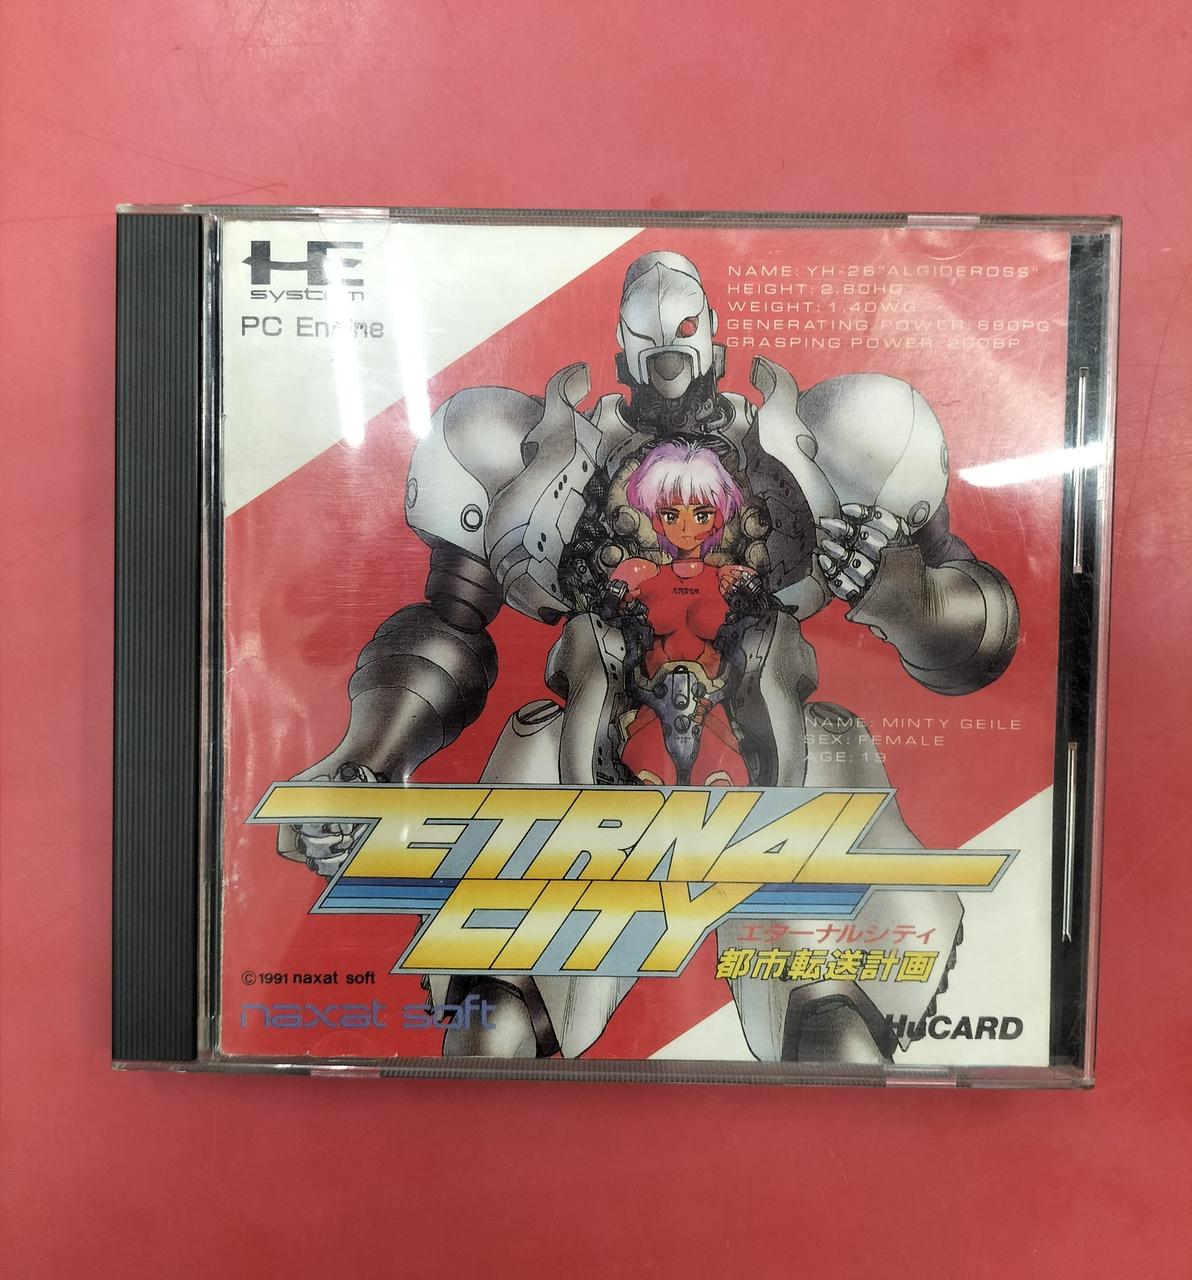 HE
system
PC Engine
NAME: YH-26"ALGIDEROSS"
HEIGHT: 2.80HG
WEIGHT: 1.40WG
GENERATING POWER: 680PG
GRASPING POWER: 200BP
NAME: MINTY GEILE
SEX: FEMALE
AGE: 19
ETRNAL
CITY
エターナルシティ
都市転送計画
©1991 naxat soft
naxat soft
HuCARD